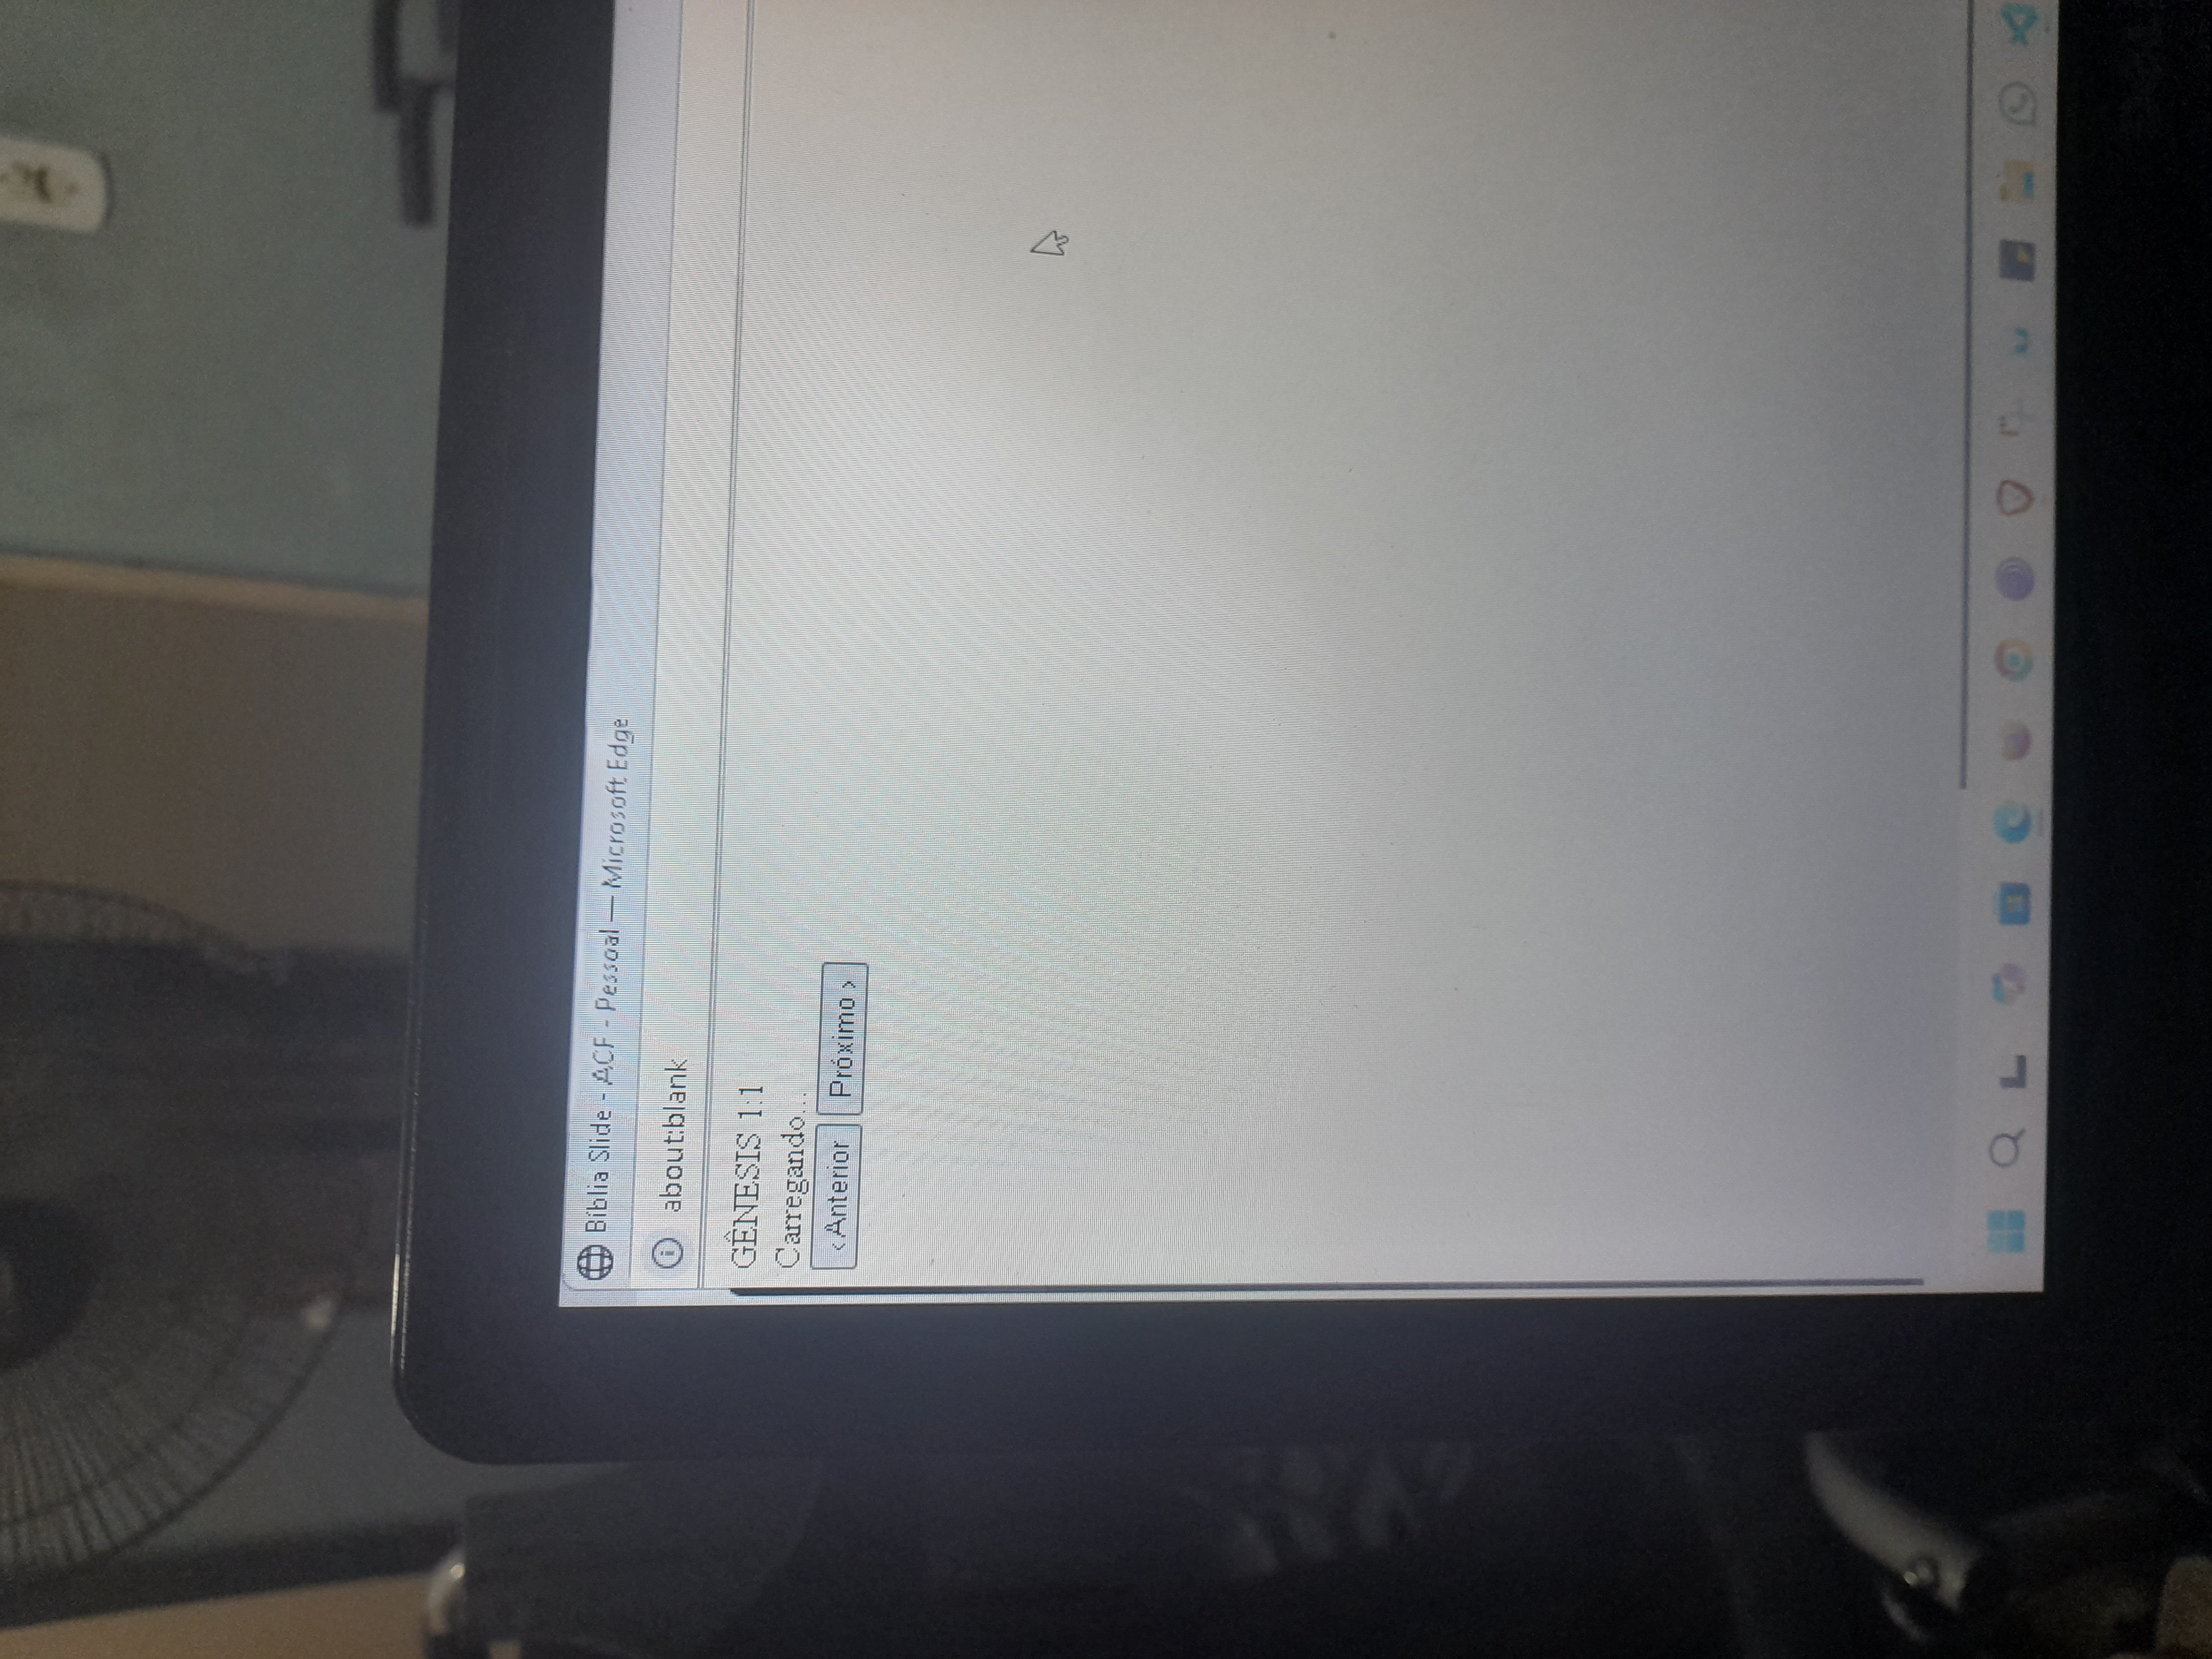 Bíblia Slide - ACF - Pessoal — Microsoft Edge
about:blank
GÊNESIS 1:1
Carregando...
‹ Anterior Próximo ›